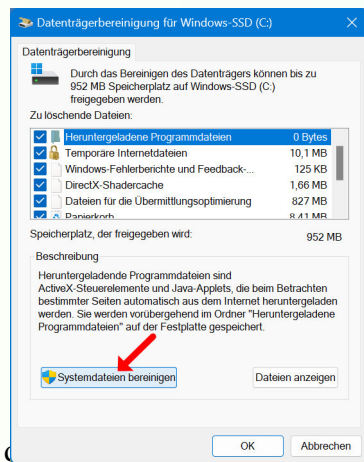 Datenträgerbereinigung für Windows-SSD (C:)
Datenträgerbereinigung
Durch das Bereinigen des Datenträgers können bis zu
952 MB Speicherplatz auf Windows-SSD (C:)
freigegeben werden.
Zu löschende Dateien:
Heruntergeladene Programmdateien 0 Bytes
Temporäre Internetdateien 10,1 MB
Windows-Fehlerberichte und Feedback-... 125 KB
DirectX-Shadercache 1,66 MB
Dateien für die Übermittlungsoptimierung 827 MB
Papierkorb 8,41 MB
Speicherplatz, der freigegeben wird: 952 MB
Beschreibung
Heruntergeladende Programmdateien sind
ActiveX-Steuerelemente und Java-Applets, die beim Betrachten
bestimmter Seiten automatisch aus dem Internet heruntergeladen
werden. Sie werden vorübergehend im Ordner "Heruntergeladene
Programmdateien" auf der Festplatte gespeichert.
Systemdateien bereinigen Dateien anzeigen
OK Abbrechen